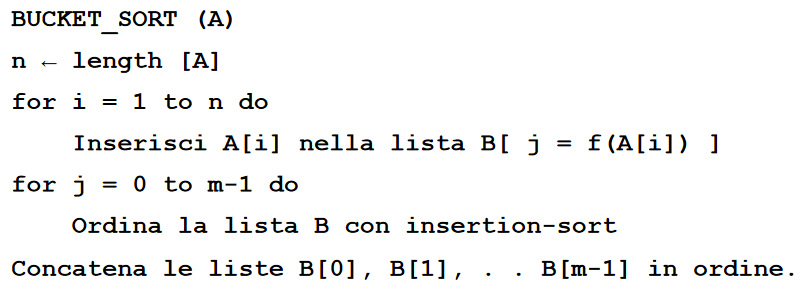 BUCKET_SORT (A)
n ← length [A]
for i = 1 to n do
Inserisci A[i] nella lista B[ j = f(A[i]) ]
for j = 0 to m-1 do
Ordina la lista B con insertion-sort
Concatena le liste B[0], B[1], . . B[m-1] in ordine.